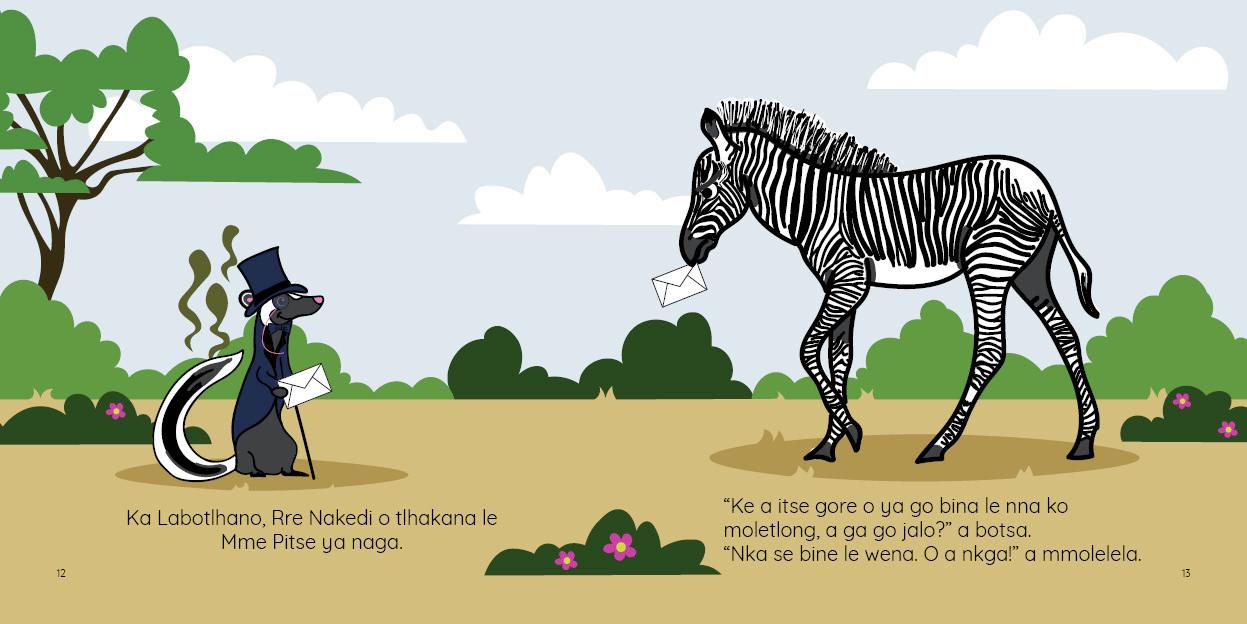 Ka Labotlhano, Rre Nakedi o tlhakana le
Mme Pitse ya naga.
12
“Ke a itse gore o ya go bina le nna ko
moletlong, a ga go jalo?” a botsa.
“Nka se bine le wena. O a nkga!” a mmolelela.
13